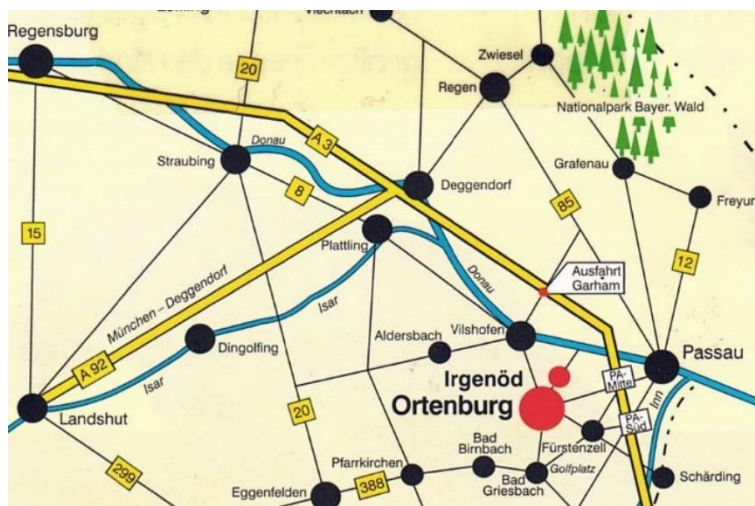 Viechtach
Regensburg
Zwiesel
20
Regen
Nationalpark Bayer. Wald
A 3
Donau
Straubing
Grafenau
Deggendorf
8
Freyun
85
15
Plattling
12
Ausfahrt
Garham
Donau
München – Deggendorf
Isar
Vilshofen
Aldersbach
Dingolfing
Passau
A 92
Isar
Irgenöd
PA-
Mitte
Inn
Ortenburg
Landshut
20
PA-
Süd
Bad
Birnbach
Fürstenzell
Pfarrkirchen
Golfplatz
299
388
Bad
Griesbach
Schärding
Eggenfelden